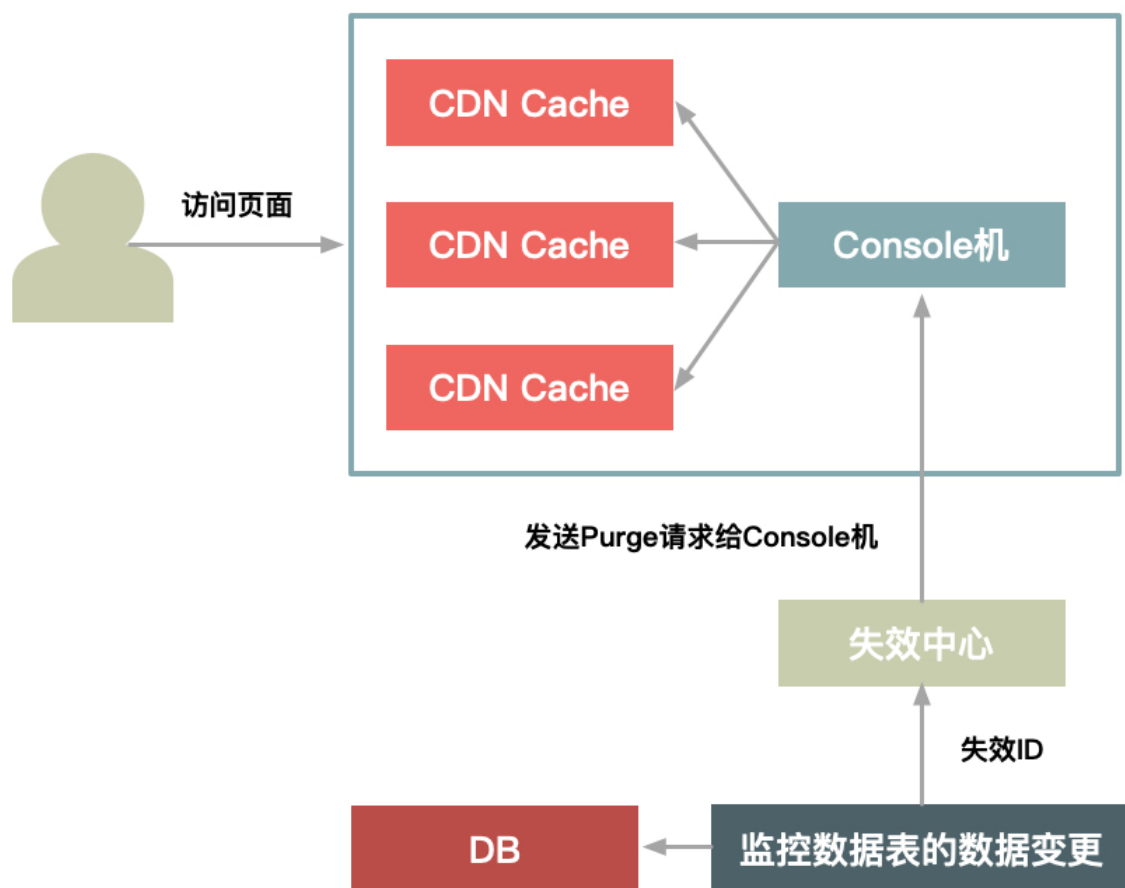 CDN Cache
访问页面
CDN Cache
Console机
CDN Cache
发送Purge请求给Console机
失效中心
失效ID
DB
监控数据表的数据变更